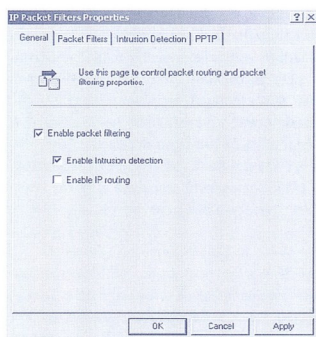 IP Packet Filters Properties
General Packet Filters Intrusion Detection PPTP
Use this page to control packet routing and packet
filtering properties.
Enable packet filtering
Enable Intrusion detection
Enable IP routing
OK Cancel Apply